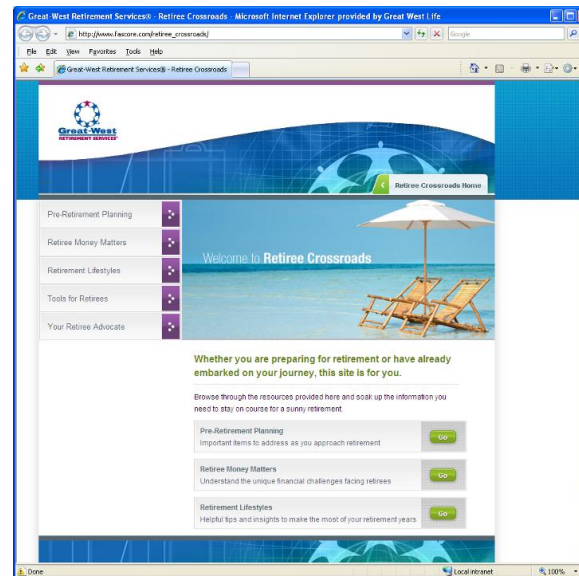 Great-West Retirement Services® - Retiree Crossroads - Microsoft Internet Explorer provided by Great West Life
http://www.fascore.com/retiree_crossroads/
Google
File Edit View Favorites Tools Help
Great-West Retirement Services® - Retiree Crossroads
Great-West
RETIREMENT SERVICES®
Retiree Crossroads Home
Pre-Retirement Planning
Retiree Money Matters
Retirement Lifestyles
Tools for Retirees
Your Retiree Advocate
Welcome to Retiree Crossroads
Whether you are preparing for retirement or have already
embarked on your journey, this site is for you.
Browse through the resources provided here and soak up the information you
need to stay on course for a sunny retirement.
Pre-Retirement Planning
Important items to address as you approach retirement
Go
Retiree Money Matters
Understand the unique financial challenges facing retirees
Go
Retirement Lifestyles
Helpful tips and insights to make the most of your retirement years
Go
Done
Local intranet
100%